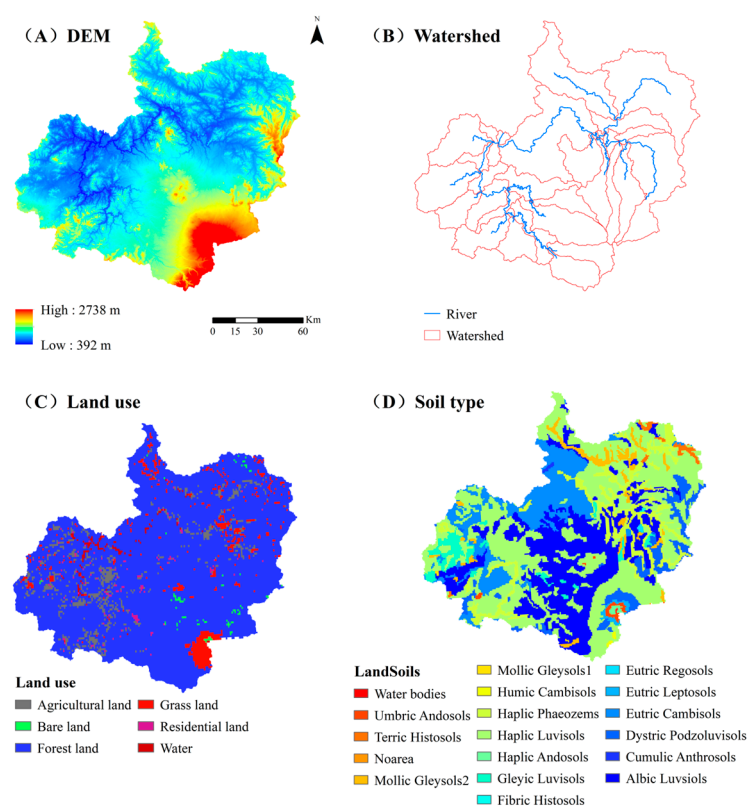 （A）DEM
N
（B）Watershed
High : 2738 m
Low : 392 m
Km
0 15 30 60
River
Watershed
（C）Land use
（D）Soil type
Land use
Agricultural land
Grass land
Bare land
Residential land
Forest land
Water
LandSoils
Water bodies
Umbric Andosols
Terric Histosols
Noarea
Mollic Gleysols2
Mollic Gleysols1
Humic Cambisols
Haplic Phaeozems
Haplic Luvisols
Haplic Andosols
Gleyic Luvisols
Fibric Histosols
Eutric Regosols
Eutric Leptosols
Eutric Cambisols
Dystric Podzoluvisols
Cumulic Anthrosols
Albic Luvsiols